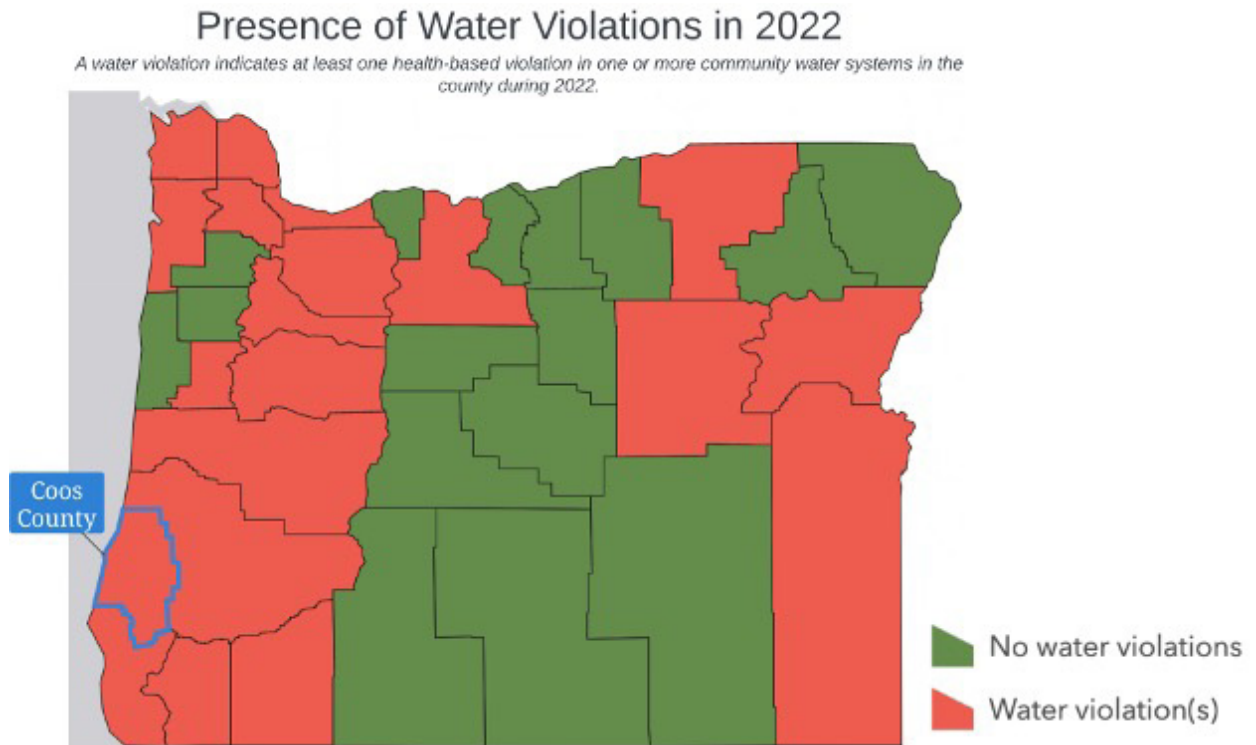 Presence of Water Violations in 2022
A water violation indicates at least one health-based violation in one or more community water systems in the
county during 2022.
Coos
County
No water violations
Water violation(s)